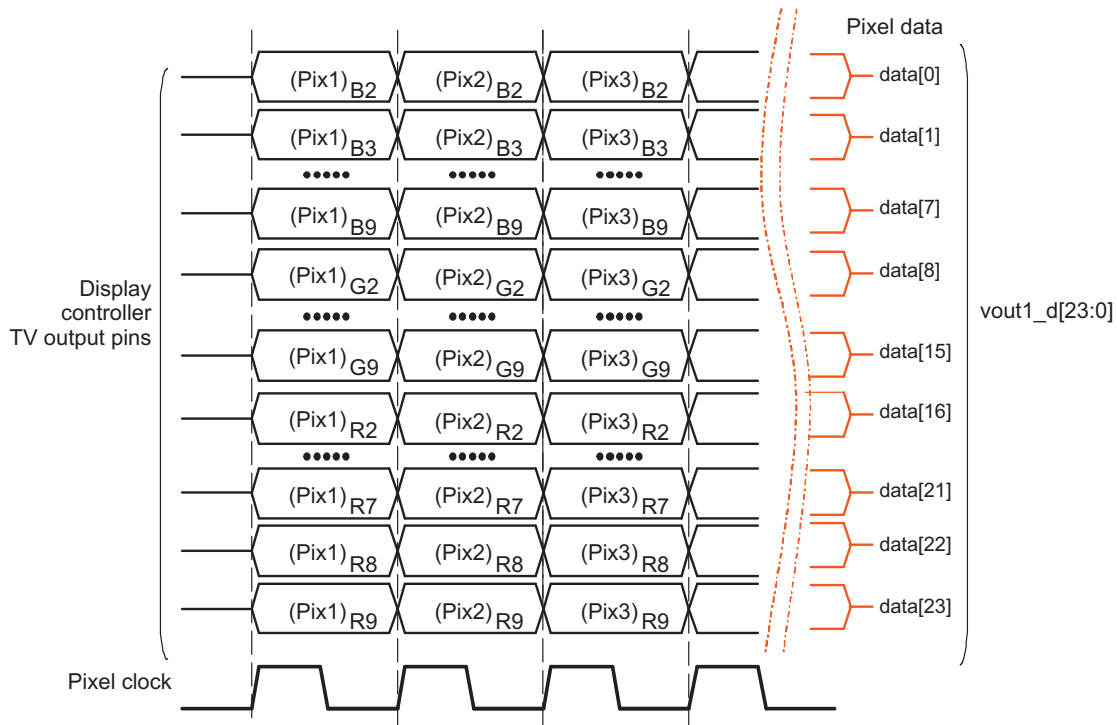 Pixel data
(Pix1)B2 (Pix2)B2 (Pix3)B2 data[0]
(Pix1)B3 (Pix2)B3 (Pix3)B3 data[1]
(Pix1)B9 (Pix2)B9 (Pix3)B9 data[7]
(Pix1)G2 (Pix2)G2 (Pix3)G2 data[8]
Display
controller
TV output pins
vout1_d[23:0]
(Pix1)G9 (Pix2)G9 (Pix3)G9 data[15]
(Pix1)R2 (Pix2)R2 (Pix3)R2 data[16]
(Pix1)R7 (Pix2)R7 (Pix3)R7 data[21]
(Pix1)R8 (Pix2)R8 (Pix3)R8 data[22]
(Pix1)R9 (Pix2)R9 (Pix3)R9 data[23]
Pixel clock